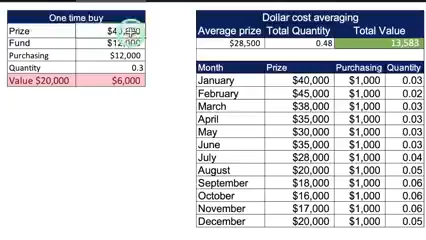 One time buy
Prize
Fund
Purchasing $12,000
Quantity 0.3
Value $20,000 $6,000
Dollar cost averaging
Average prize Total Quantity Total Value
$28,500 0.48 13,583
Month Prize Purchasing Quantity
January $40,000 $1,000 0.03
February $45,000 $1,000 0.02
March $38,000 $1,000 0.03
April $35,000 $1,000 0.03
May $30,000 $1,000 0.03
June $35,000 $1,000 0.03
July $28,000 $1,000 0.04
August $20,000 $1,000 0.05
September $18,000 $1,000 0.06
October $16,000 $1,000 0.06
November $17,000 $1,000 0.06
December $20,000 $1,000 0.05